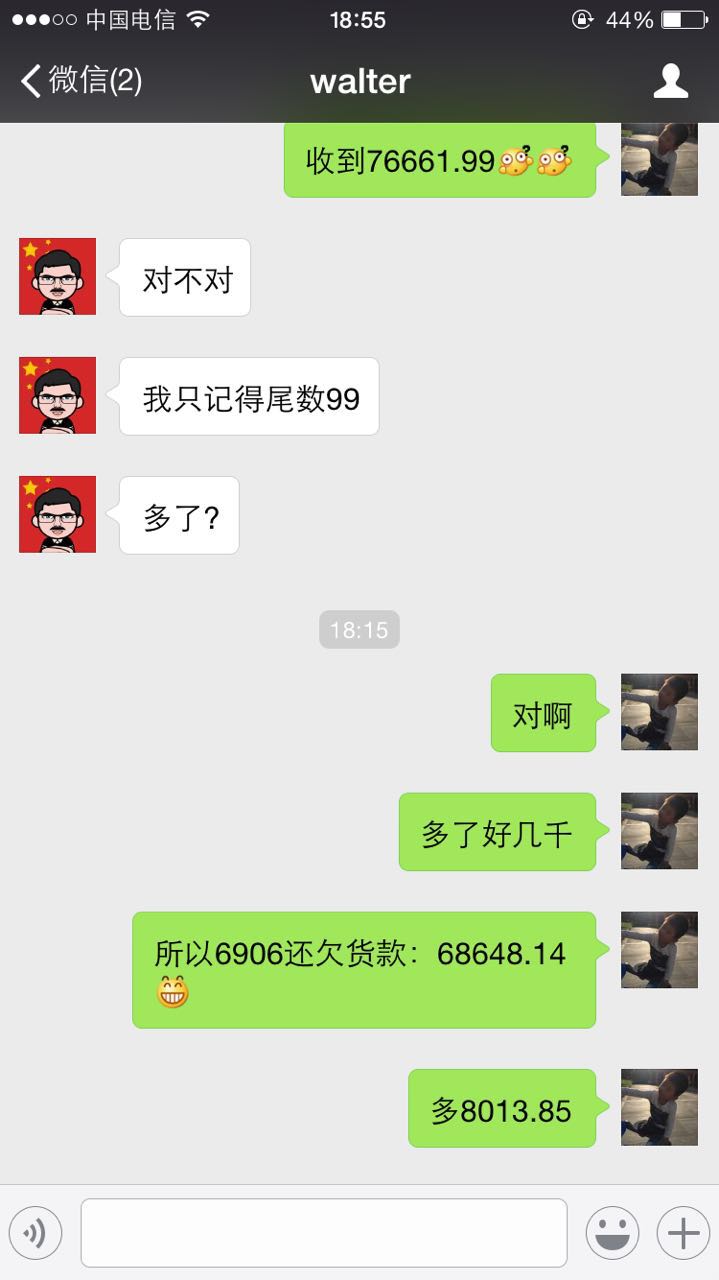 中国电信 18:55 44%
微信(2) walter
收到76661.99
对不对
我只记得尾数99
多了?
18:15
对啊
多了好几千
所以6906还欠货款：68648.14
多8013.85